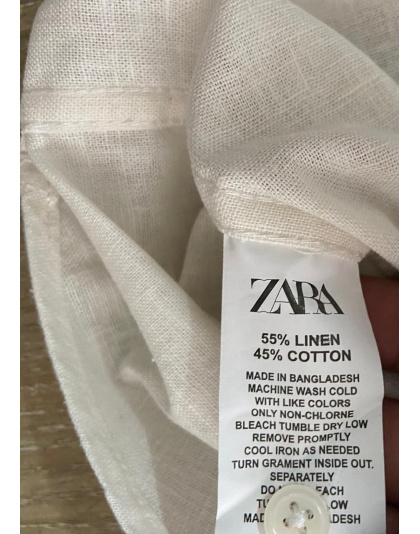 ZARA
55% LINEN
45% COTTON
MADE IN BANGLADESH
MACHINE WASH COLD
WITH LIKE COLORS
ONLY NON-CHLORNE
BLEACH TUMBLE DRY LOW
REMOVE PROMPTLY
COOL IRON AS NEEDED
TURN GRAMENT INSIDE OUT.
SEPARATELY